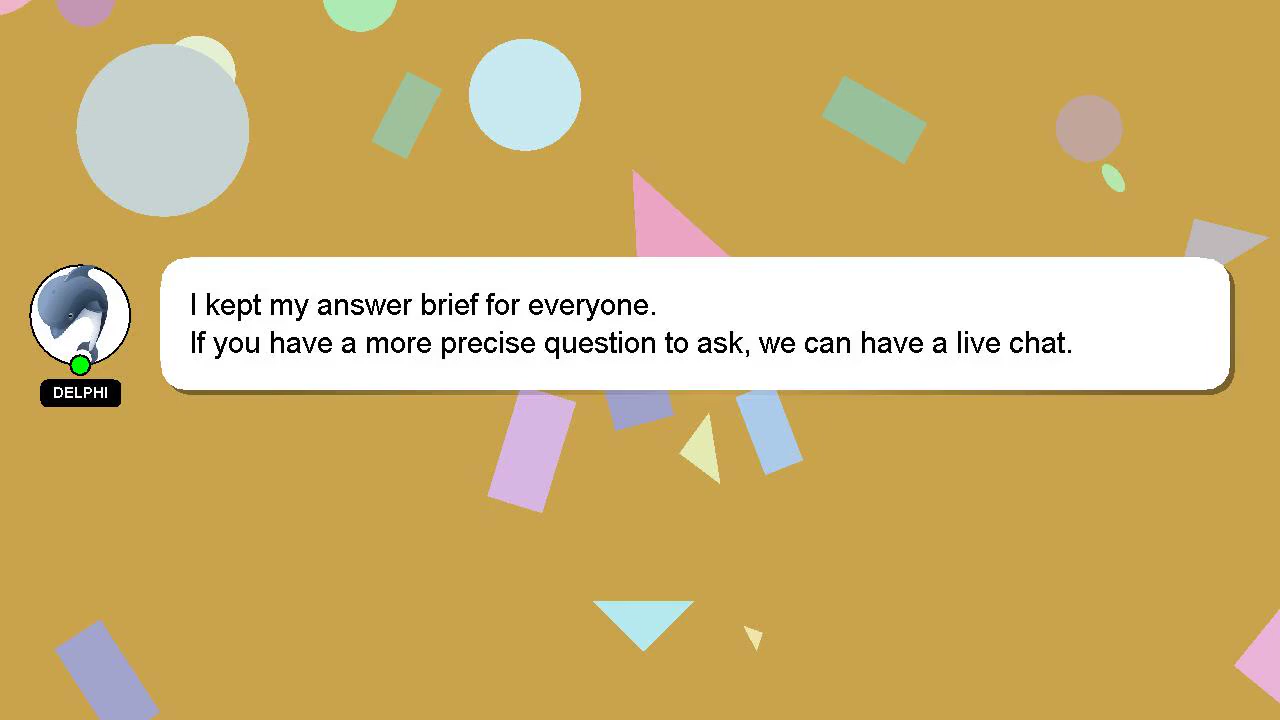 I kept my answer brief for everyone.
If you have a more precise question to ask, we can have a live chat.
DELPHI